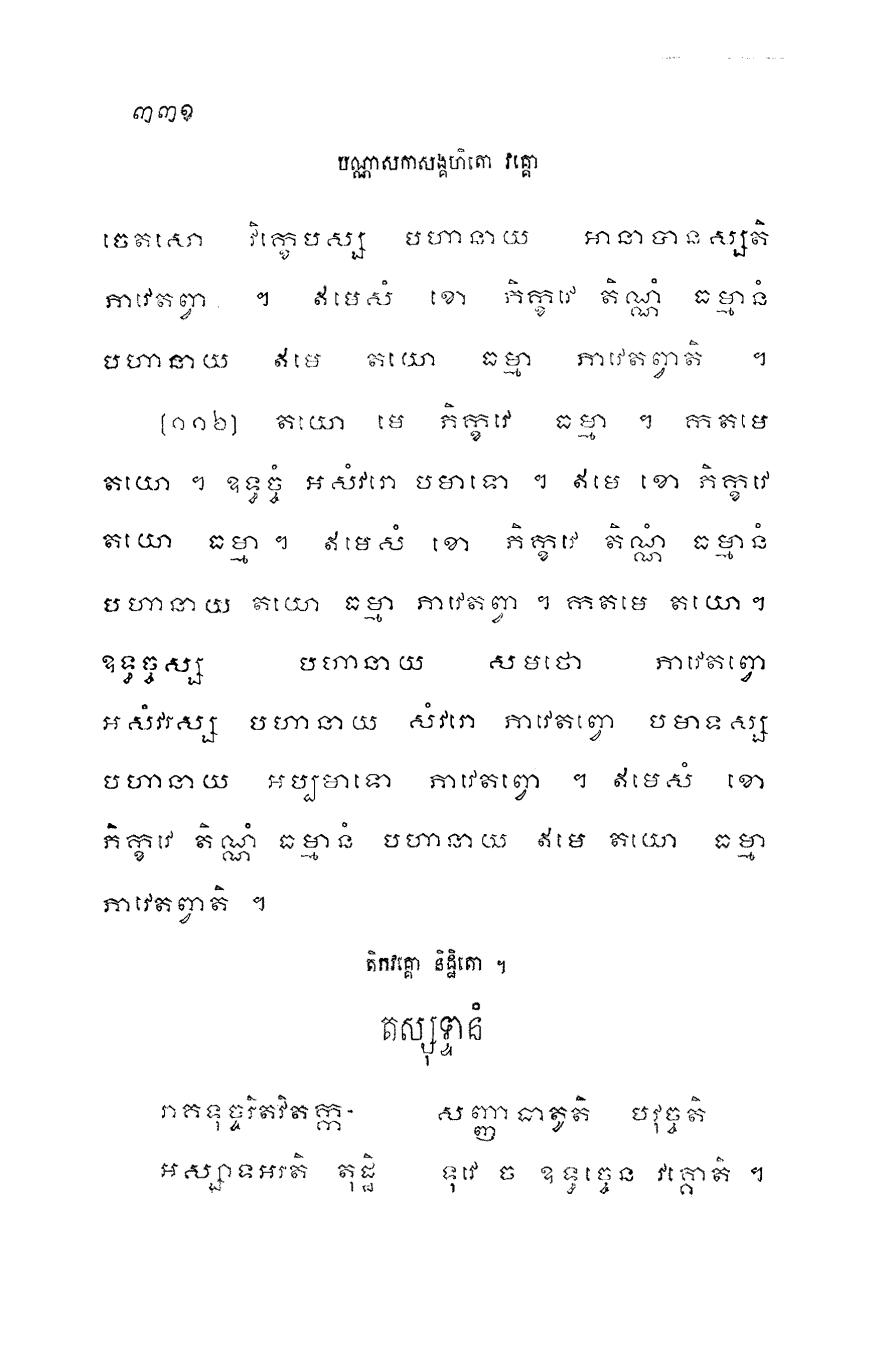 ៣៣១
បណ្ណាសកាសង្គហិតោ វគ្គោ
ចេតសោ វិក្ខេបស្ស បហានាយ អានាបានស្សតិ
ភាវេតព្វា ។ ឥមេសំ ខោ ភិក្ខវេ តិណ្ណំ ធម្មានំ
បហានាយ ឥមេ តយោ ធម្មា ភាវេតព្វាតិ ។
[១១៦] តយោ មេ ភិក្ខវេ ធម្មា ។ កតមេ
តយោ ។ ឧទ្ធច្ចំ អសំវរោ បមាទោ ។ ឥមេ ខោ ភិក្ខវេ
តយោ ធម្មា ។ ឥមេសំ ខោ ភិក្ខវេ តិណ្ណំ ធម្មានំ
បហានាយ តយោ ធម្មា ភាវេតព្វា ។ កតមេ តយោ ។
ឧទ្ធច្ចស្ស បហានាយ សមថោ ភាវេតព្វោ
អសំវរស្ស បហានាយ សំវរោ ភាវេតព្វោ បមាទស្ស
បហានាយ អប្បមាទោ ភាវេតព្វោ ។ ឥមេសំ ខោ
ភិក្ខវេ តិណ្ណំ ធម្មានំ បហានាយ ឥមេ តយោ ធម្មា
ភាវេតព្វាតិ ។
តិកវគ្គោ និដ្ឋិតោ ។
តស្សុទ្ទានំ
រាគទុច្ចរិតវិតក្ក- សញ្ញាធាតូតិ បវុច្ចតិ
អស្សាទអរតិ តុដ្ឋិ ទុវេ ច ឧទ្ធច្ចេន វគ្គោតិ ។